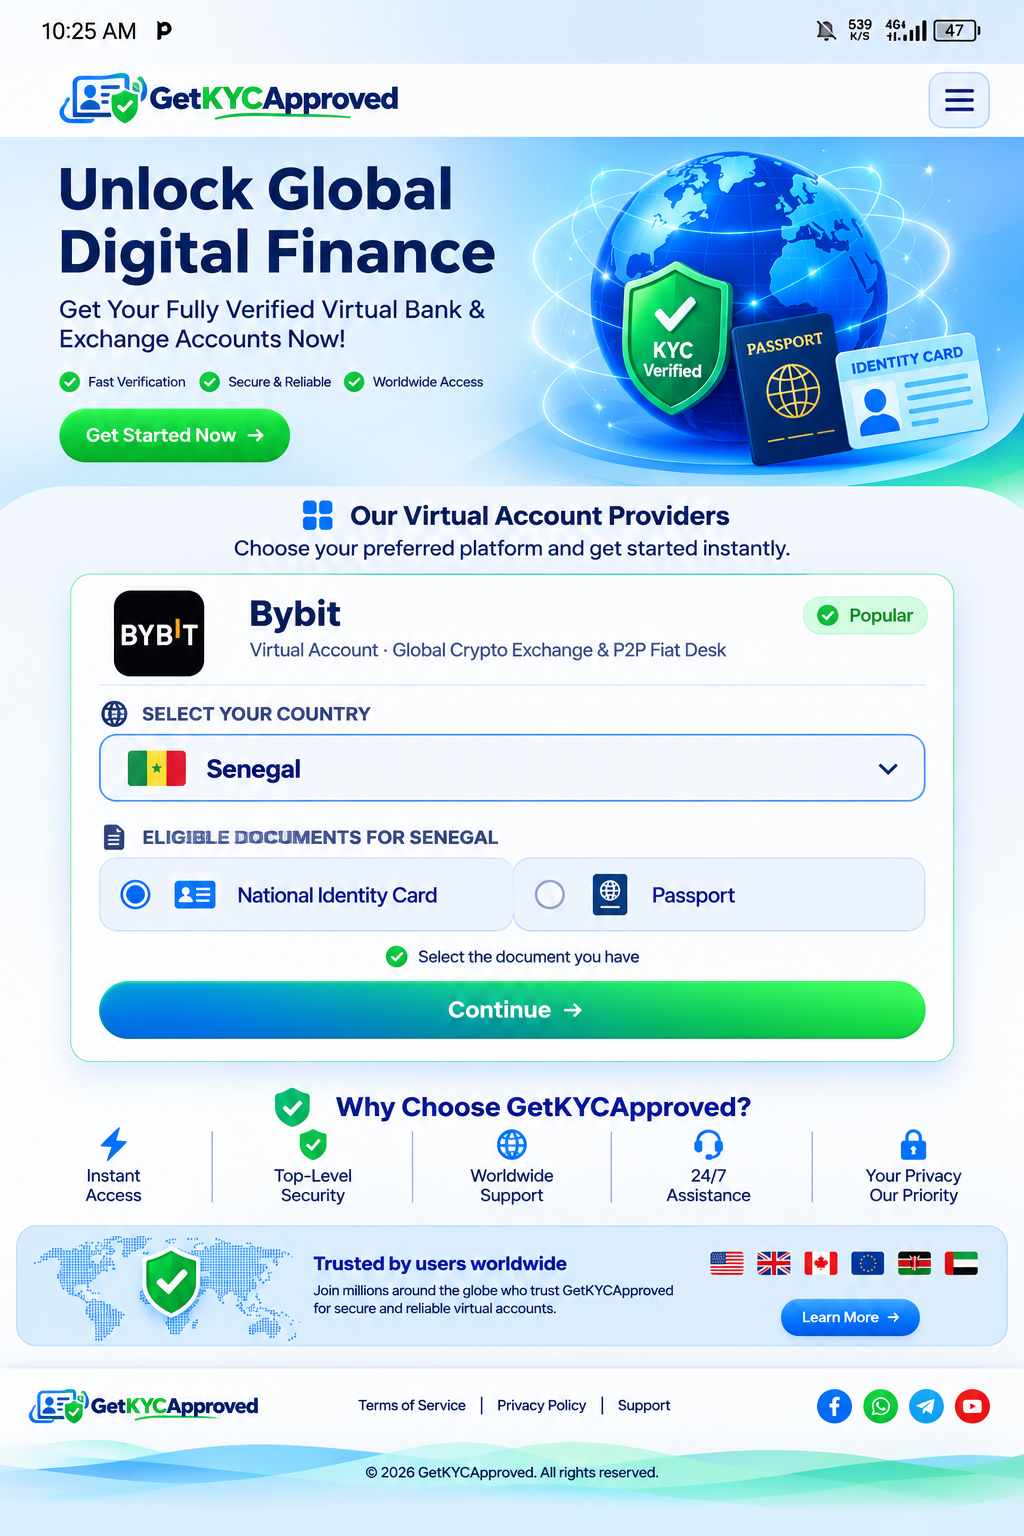 10:25 AM
539
K/S
4G+
47
GetKYCApproved
Unlock Global
Digital Finance
Get Your Fully Verified Virtual Bank &
Exchange Accounts Now!
Fast Verification
Secure & Reliable
Worldwide Access
Get Started Now →
KYC
Verified
PASSPORT
IDENTITY CARD
Our Virtual Account Providers
Choose your preferred platform and get started instantly.
BYBIT
Bybit
Virtual Account · Global Crypto Exchange & P2P Fiat Desk
Popular
SELECT YOUR COUNTRY
Senegal
ELIGIBLE DOCUMENTS FOR SENEGAL
National Identity Card
Passport
Select the document you have
Continue →
Why Choose GetKYCApproved?
Instant
Access
Top-Level
Security
Worldwide
Support
24/7
Assistance
Your Privacy
Our Priority
Trusted by users worldwide
Join millions around the globe who trust GetKYCApproved
for secure and reliable virtual accounts.
Learn More →
GetKYCApproved
Terms of Service | Privacy Policy | Support
© 2026 GetKYCApproved. All rights reserved.